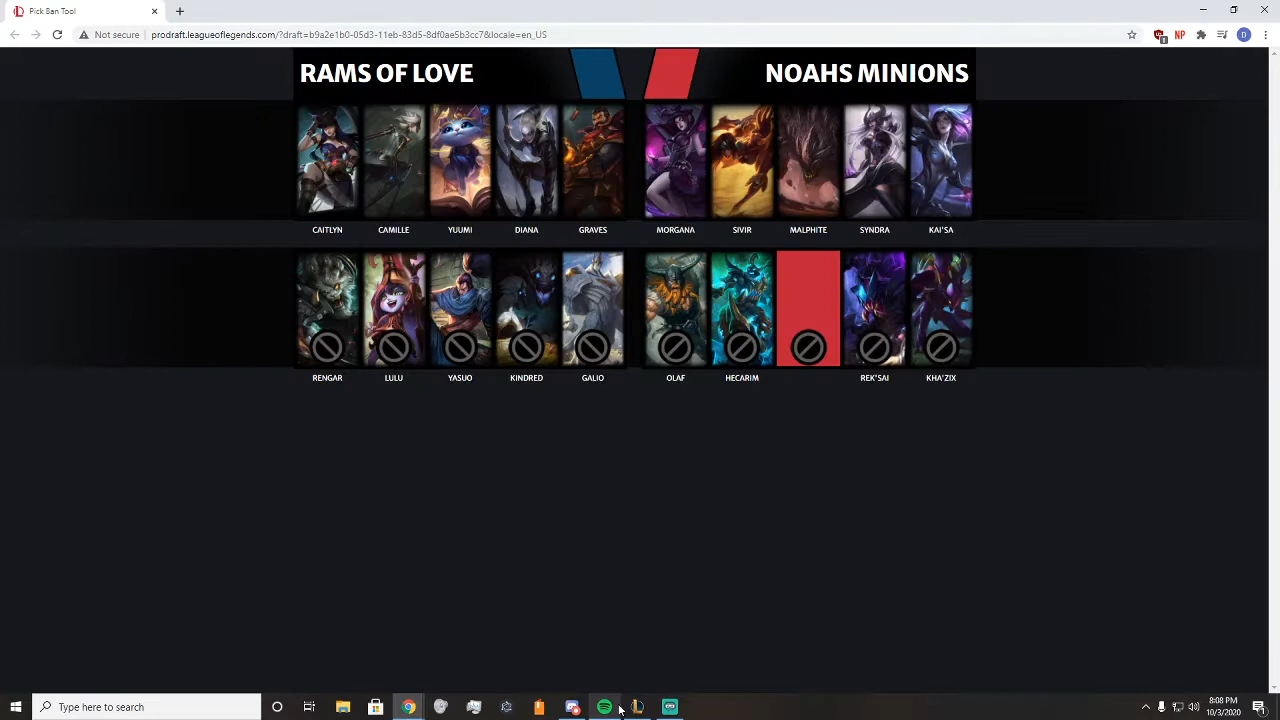 Pick Ban Tool
Not secure
prodraft.leagueoflegends.com/?draft=b9a2e1b0-05d3-11eb-83d5-8df0ae5b3cc7&locale=en_US
NP
D
1
RAMS OF LOVE
NOAHS MINIONS
CAITLYN CAMILLE YUUMI DIANA GRAVES MORGANA SIVIR MALPHITE SYNDRA KAI'SA
RENGAR LULU YASUO KINDRED GALIO OLAF HECARIM REK'SAI KHA'ZIX
Type here to search
8:08 PM
10/3/2020